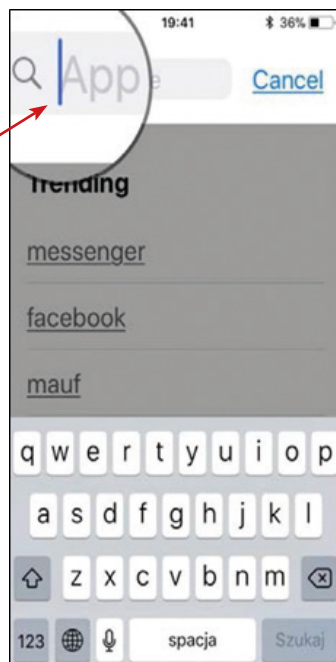 19:41 36%
App e Cancel
Trending
messenger
facebook
mauf
q w e r t y u i o p
a s d f g h j k l
z x c v b n m
123 spacja Szukaj